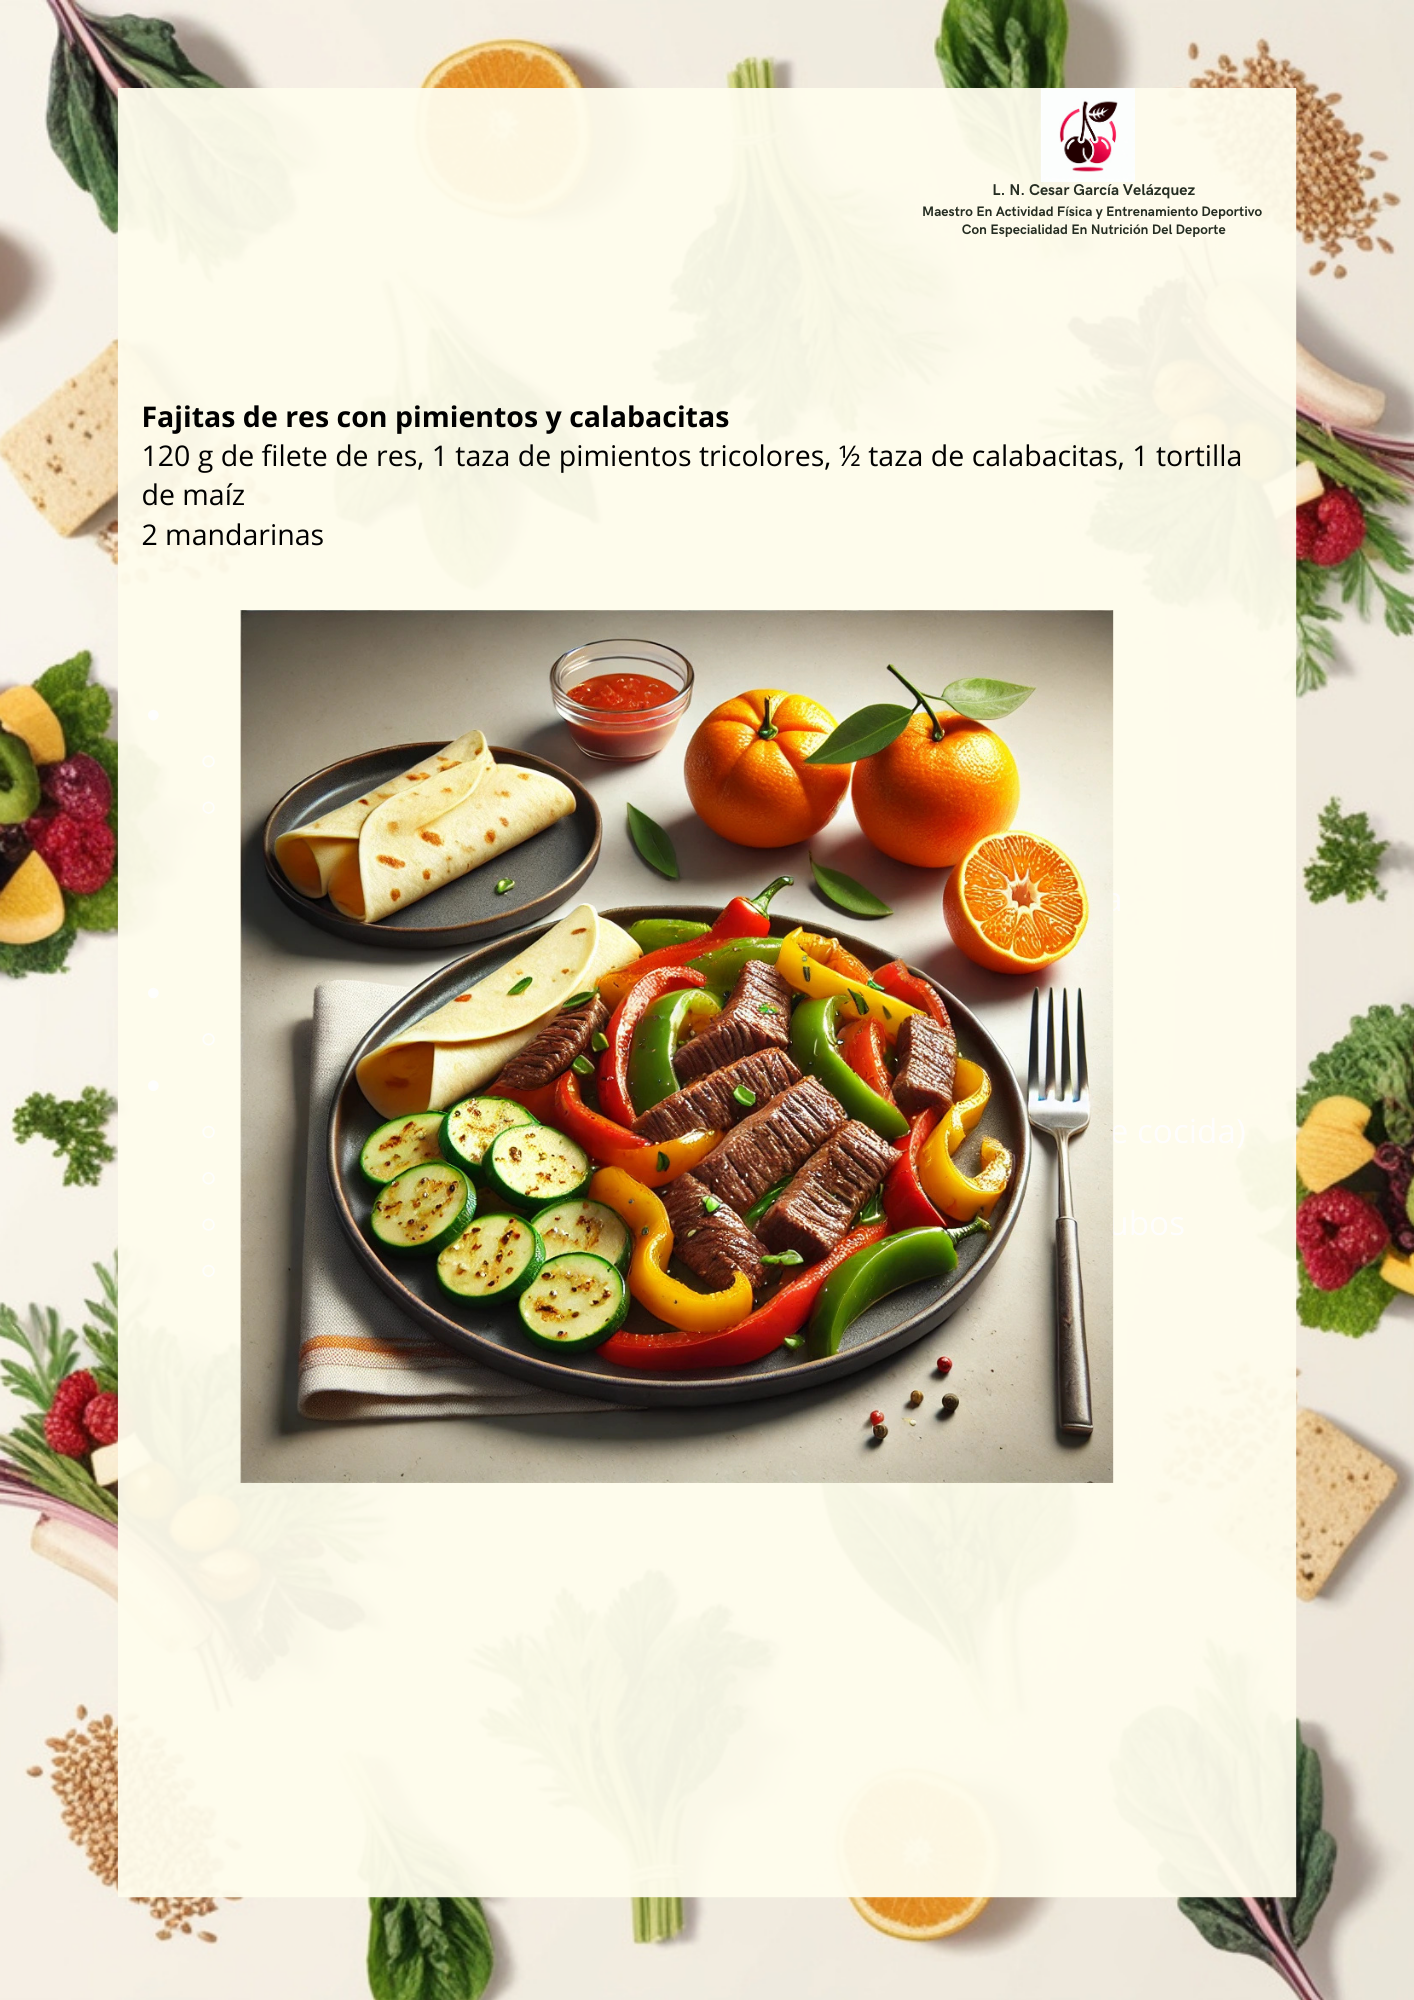 L. N. Cesar García Velázquez
Maestro En Actividad Física y Entrenamiento Deportivo
Con Especialidad En Nutrición Del Deporte
Fajitas de res con pimientos y calabacitas
120 g de filete de res, 1 taza de pimientos tricolores, ½ taza de calabacitas, 1 tortilla
de maíz
2 mandarinas
cocida)